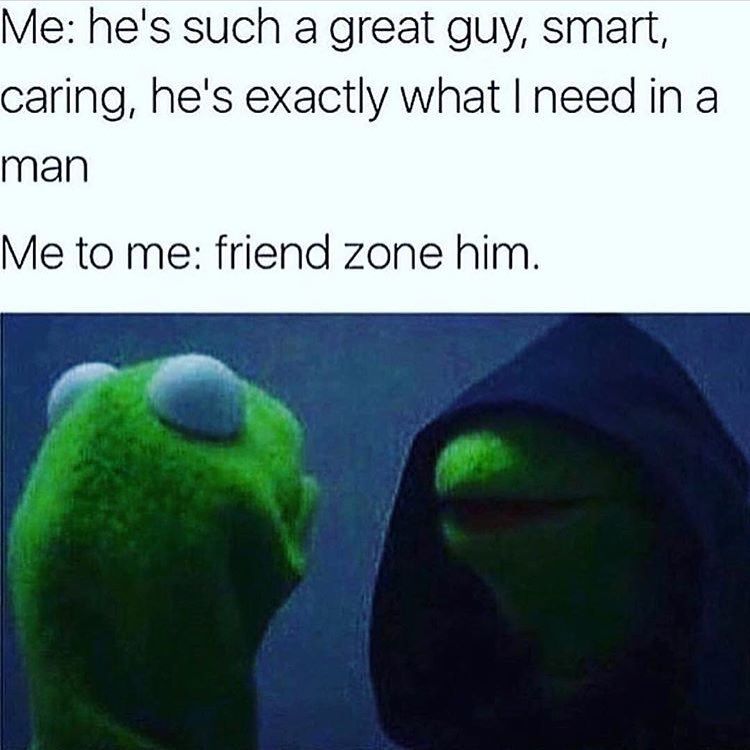 Me: he's such a great guy, smart,
caring, he's exactly what I need in a
man
Me to me: friend zone him.